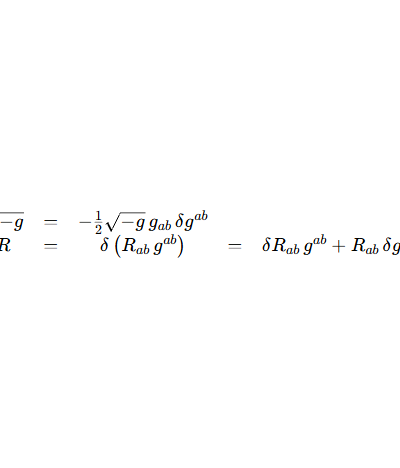 −g = −½√−g g_ab δg^ab
R = δ (R_ab g^ab) = δR_ab g^ab + R_ab δg